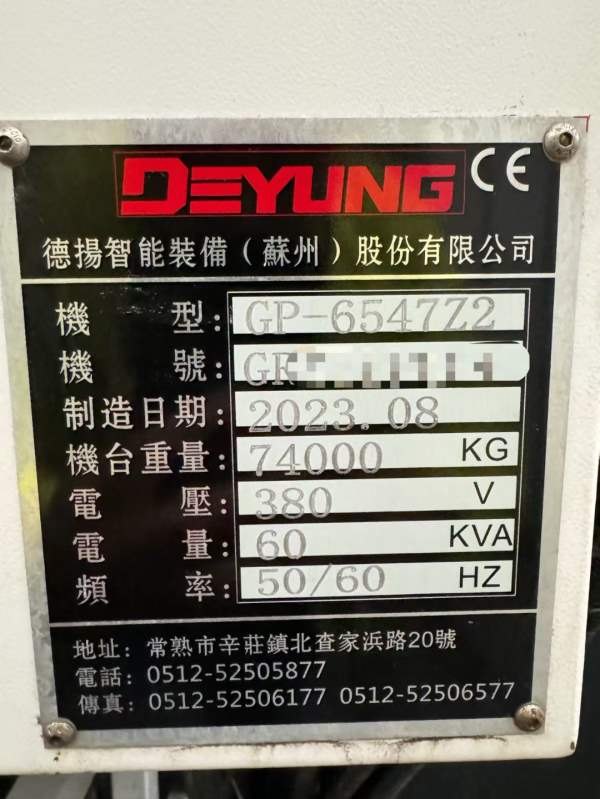 DEYUNG CE
德揚智能裝備（蘇州）股份有限公司
機 型: GP-6547Z2
機 號:
制造日期: 2023.08
機台重量: 74000 KG
電 壓: 380 V
電 量: 60 KVA
頻 率: 50/60 HZ
地址: 常熟市辛莊鎮北查家浜路20號
電話: 0512-52505877
傳真: 0512-52506177 0512-52506577